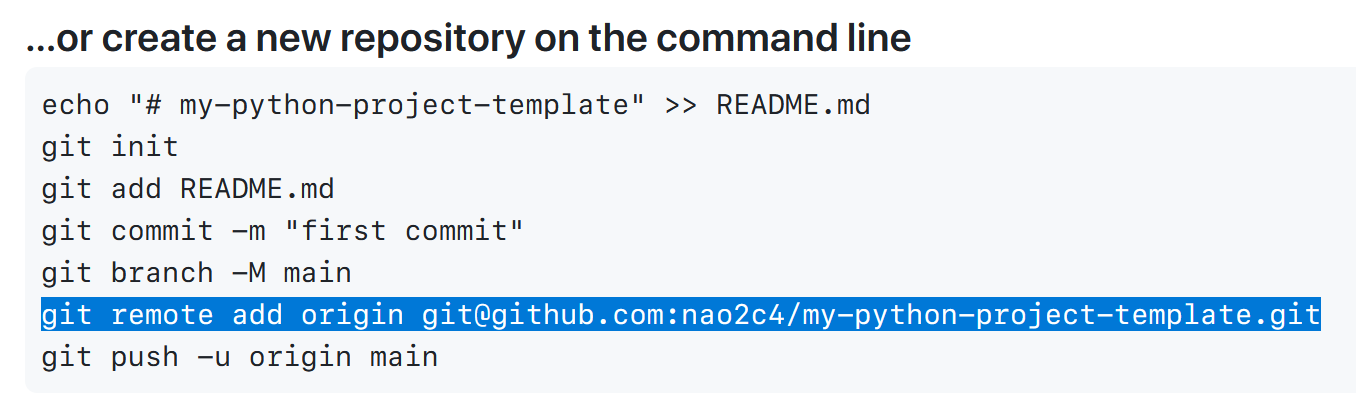 ...or create a new repository on the command line
echo "# my-python-project-template" >> README.md
git init
git add README.md
git commit -m "first commit"
git branch -M main
git remote add origin git@github.com:nao2c4/my-python-project-template.git
git push -u origin main